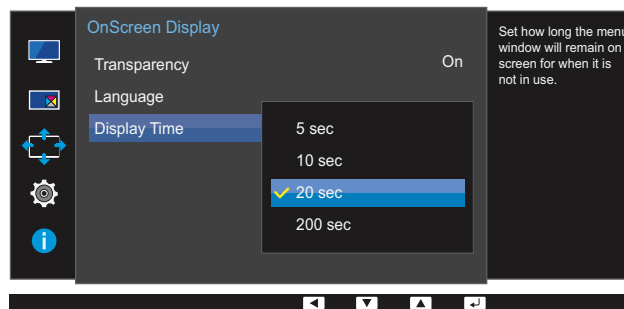 OnScreen Display
Transparency On
Language
Display Time
5 sec
10 sec
20 sec
200 sec
Set how long the menu
window will remain on
screen for when it is
not in use.